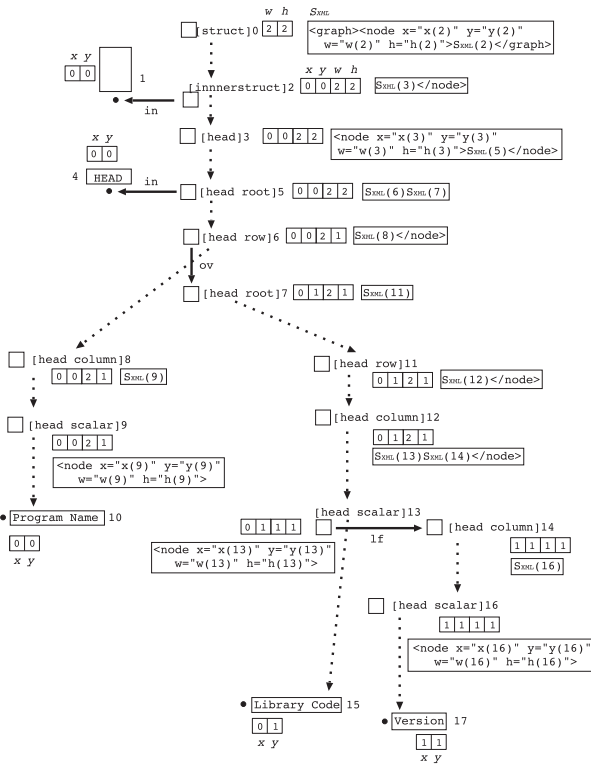 w h
S_XML
[struct]0 2 2
<graph><node x="x(2)" y="y(2)"
w="w(2)" h="h(2)">S_XML(2)</graph>
x y
0 0
1
in
x y w h
[innnerstruct]2 0 0 2 2 S_XML(3)</node>
[head]3 0 0 2 2
<node x="x(3)" y="y(3)"
w="w(3)" h="h(3)">S_XML(5)</node>
x y
0 0
4 HEAD
in
[head root]5 0 0 2 2 S_XML(6)S_XML(7)
[head row]6 0 0 2 1 S_XML(8)</node>
ov
[head root]7 0 1 2 1 S_XML(11)
[head column]8
0 0 2 1 S_XML(9)
[head row]11
0 1 2 1 S_XML(12)</node>
[head scalar]9
0 0 2 1
<node x="x(9)" y="y(9)"
w="w(9)" h="h(9)">
[head column]12
0 1 2 1
S_XML(13)S_XML(14)</node>
Program Name 10
0 0
x y
[head scalar]13
0 1 1 1
<node x="x(13)" y="y(13)"
w="w(13)" h="h(13)">
lf
[head column]14
1 1 1 1
S_XML(16)
[head scalar]16
1 1 1 1
<node x="x(16)" y="y(16)"
w="w(16)" h="h(16)">
Library Code 15
0 1
x y
Version 17
1 1
x y